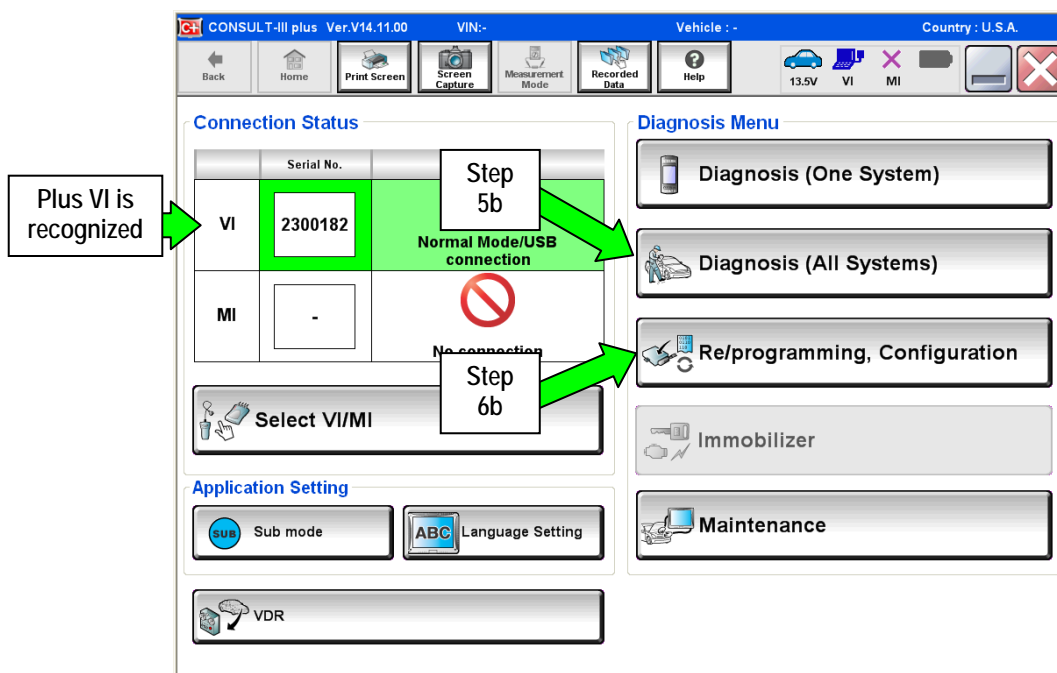 C+ CONSULT-III plus Ver.V14.11.00 VIN:- Vehicle : - Country : U.S.A.
Back
Home
Print Screen
Screen
Capture
Measurement
Mode
Recorded
Data
Help
13.5V
VI
MI
Connection Status
Serial No.
VI
2300182
Normal Mode/USB
connection
MI
-
No connection
Select VI/MI
Application Setting
SUB
Sub mode
ABC
Language Setting
VDR
Diagnosis Menu
Diagnosis (One System)
Diagnosis (All Systems)
Re/programming, Configuration
Immobilizer
Maintenance
Plus VI is
recognized
Step
5b
Step
6b